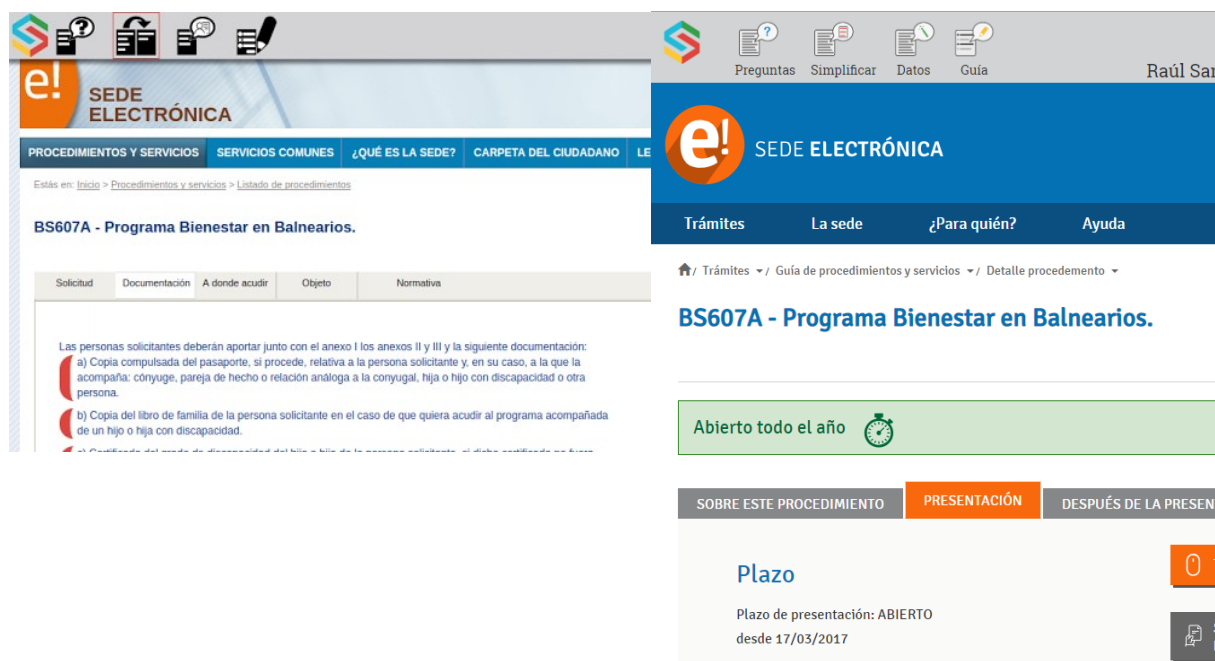 e!
SEDE
ELECTRÓNICA
PROCEDIMIENTOS Y SERVICIOS SERVICIOS COMUNES ¿QUÉ ES LA SEDE? CARPETA DEL CIUDADANO LE
Estás en: Inicio > Procedimientos y servicios > Listado de procedimientos
BS607A - Programa Bienestar en Balnearios.
Solicitud Documentación A donde acudir Objeto Normativa
Las personas solicitantes deberán aportar junto con el anexo I los anexos II y III y la siguiente documentación:
a) Copia compulsada del pasaporte, si procede, relativa a la persona solicitante y, en su caso, a la que la
acompaña: cónyuge, pareja de hecho o relación análoga a la conyugal, hija o hijo con discapacidad o otra
persona.
b) Copia del libro de familia de la persona solicitante en el caso de que quiera acudir al programa acompañada
de un hijo o hija con discapacidad.
Preguntas Simplificar Datos Guía
Raúl Sar
e!
SEDE ELECTRÓNICA
Trámites La sede ¿Para quién? Ayuda
/ Trámites / Guía de procedimientos y servicios / Detalle procedemento
BS607A - Programa Bienestar en Balnearios.
Abierto todo el año
SOBRE ESTE PROCEDIMIENTO PRESENTACIÓN DESPUÉS DE LA PRESEN
Plazo
Plazo de presentación: ABIERTO
desde 17/03/2017